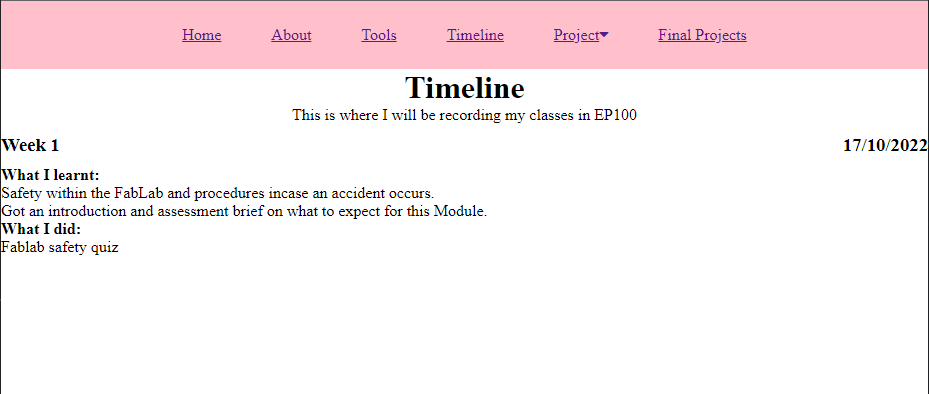 Home About Tools Timeline Project Final Projects
Timeline
This is where I will be recording my classes in EP100
Week 1 17/10/2022
What I learnt:
Safety within the FabLab and procedures incase an accident occurs.
Got an introduction and assessment brief on what to expect for this Module.
What I did:
Fablab safety quiz